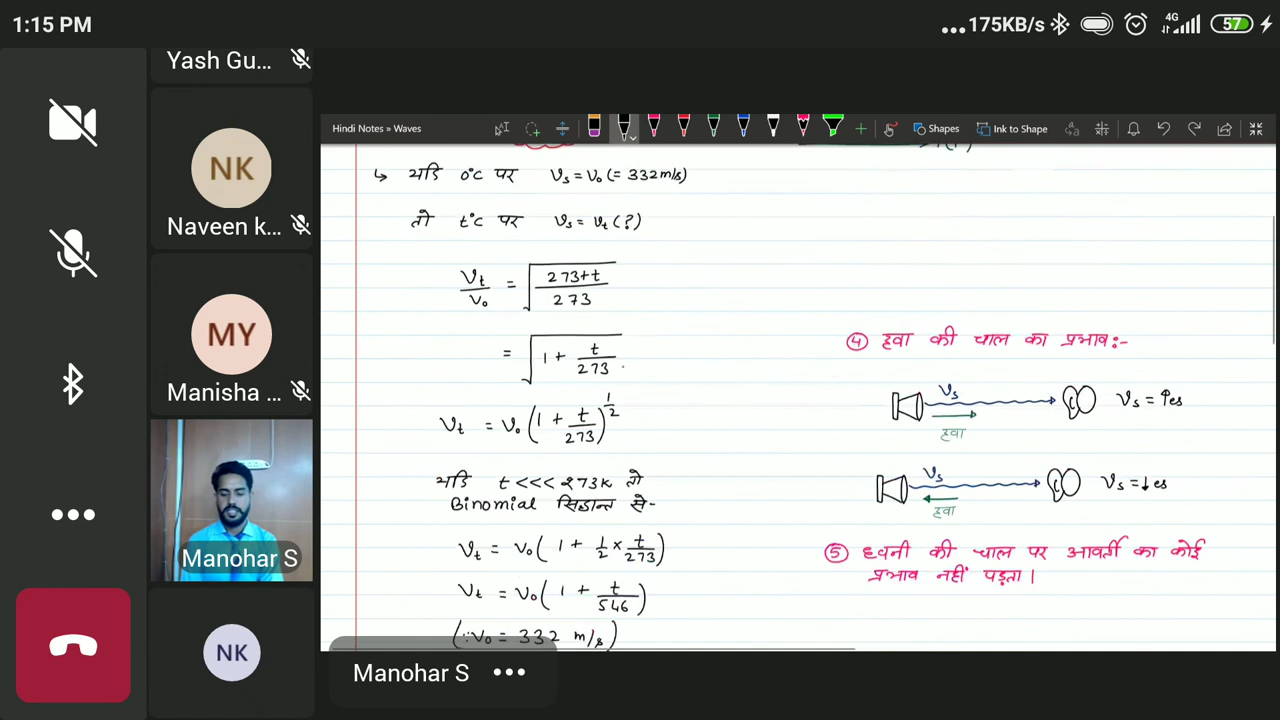 1:15 PM
...175KB/s 4G 57
Yash Gu...
NK
Naveen k...
MY
Manisha
Manohar S
NK
Hindi Notes » Waves
Shapes
Ink to Shape
↳ यदि 0°C पर Vs = V₀ (= 332 m/s)
तो t°C पर Vs = Vt (?)
Vt/V₀ = √((273+t)/273)
= √(1 + t/273)
Vt = V₀ (1 + t/273)^1/2
यदि t <<< 273K तो
Binomial सिद्धान्त से-
Vt = V₀ (1 + 1/2 × t/273)
Vt = V₀ (1 + t/546)
(∵ V₀ = 332 m/s)
④ हवा की चाल का प्रभाव:-
Vs
हवा
Vs = ↑es
Vs
हवा
Vs = ↓es
⑤ ध्वनी की चाल पर आवर्ती का कोई
प्रभाव नहीं पड़ता।
Manohar S